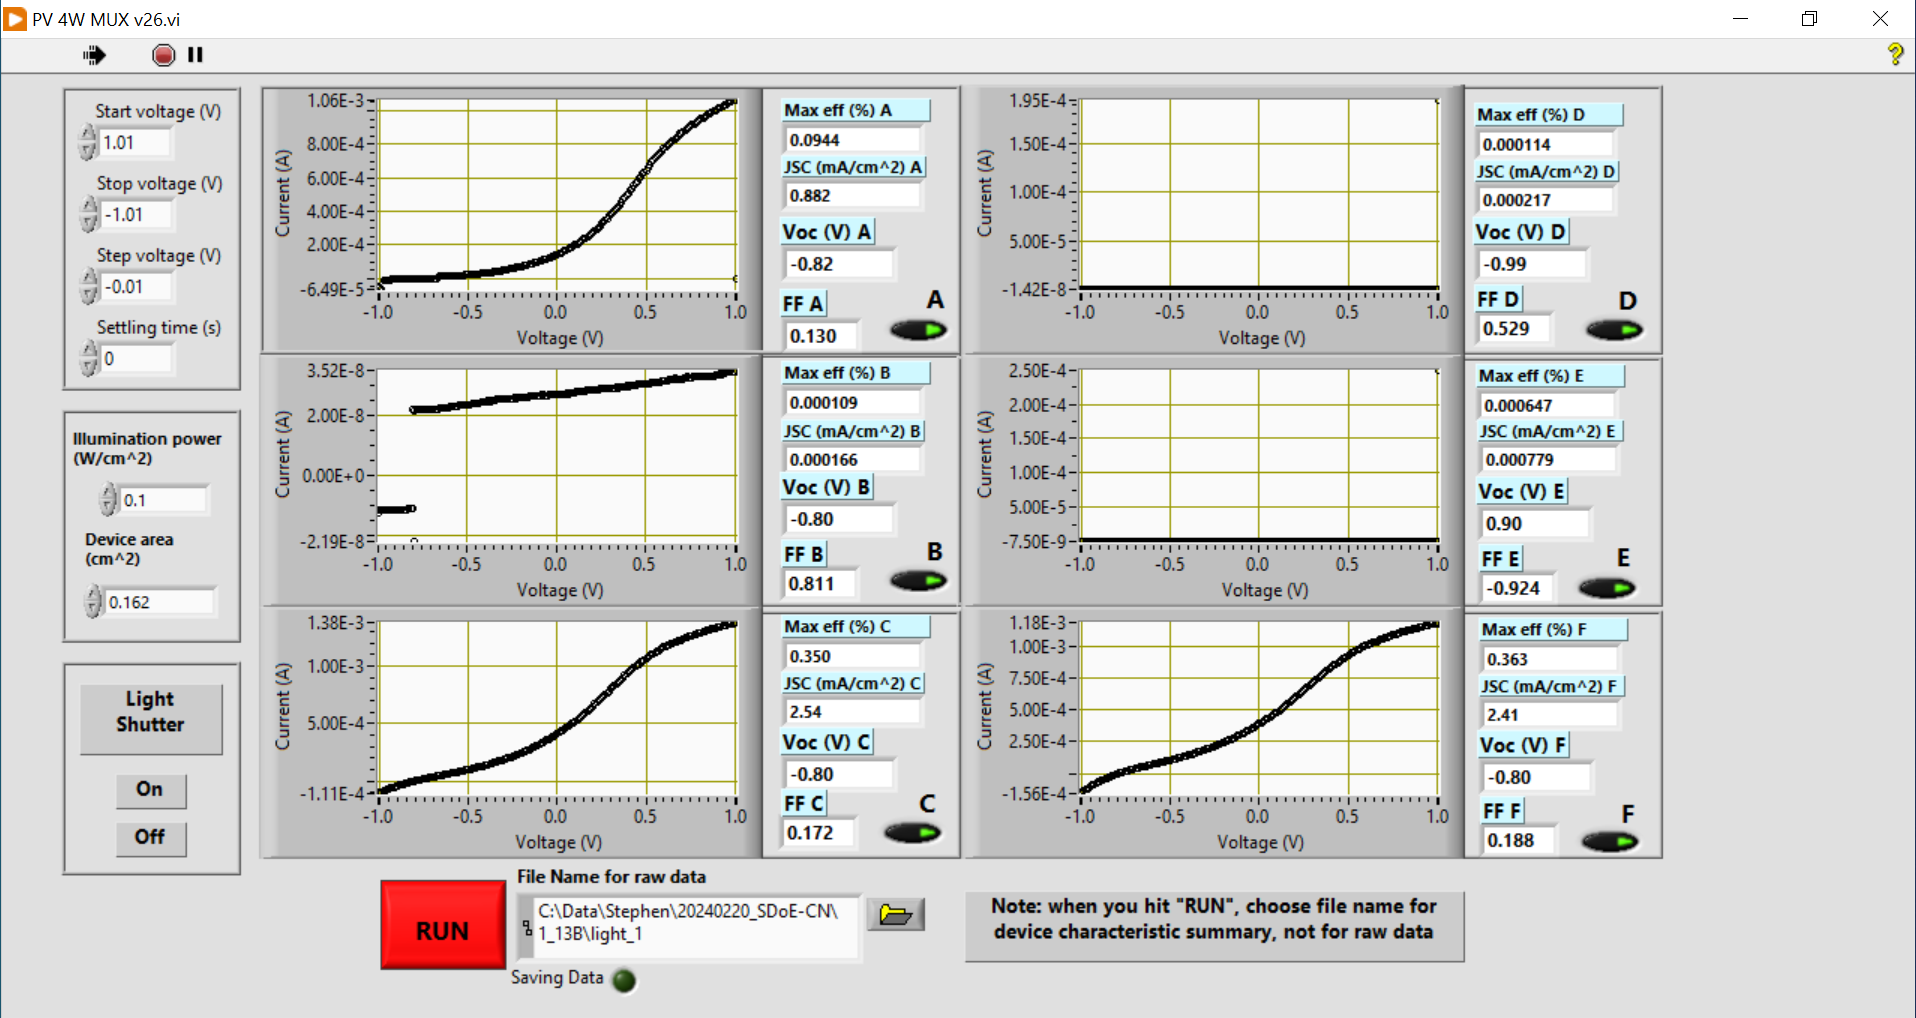 PV 4W MUX v26.vi
Start voltage (V)
1.01
Stop voltage (V)
-1.01
Step voltage (V)
-0.01
Settling time (s)
0
Illumination power
(W/cm^2)
0.1
Device area
(cm^2)
0.162
Light
Shutter
On
Off
1.06E-3
8.00E-4
6.00E-4
4.00E-4
2.00E-4
-6.49E-5
Current (A)
-1.0 -0.5 0.0 0.5 1.0
Voltage (V)
Max eff (%) A
0.0944
JSC (mA/cm^2) A
0.882
Voc (V) A
-0.82
FF A
0.130
A
3.52E-8
2.00E-8
0.00E+0
-2.19E-8
Current (A)
-1.0 -0.5 0.0 0.5 1.0
Voltage (V)
Max eff (%) B
0.000109
JSC (mA/cm^2) B
0.000166
Voc (V) B
-0.80
FF B
0.811
B
1.38E-3
1.00E-3
5.00E-4
-1.11E-4
Current (A)
-1.0 -0.5 0.0 0.5 1.0
Voltage (V)
Max eff (%) C
0.350
JSC (mA/cm^2) C
2.54
Voc (V) C
-0.80
FF C
0.172
C
1.95E-4
1.50E-4
1.00E-4
5.00E-5
-1.42E-8
Current (A)
-1.0 -0.5 0.0 0.5 1.0
Voltage (V)
Max eff (%) D
0.000114
JSC (mA/cm^2) D
0.000217
Voc (V) D
-0.99
FF D
0.529
D
2.50E-4
2.00E-4
1.50E-4
1.00E-4
5.00E-5
-7.50E-9
Current (A)
-1.0 -0.5 0.0 0.5 1.0
Voltage (V)
Max eff (%) E
0.000647
JSC (mA/cm^2) E
0.000779
Voc (V) E
0.90
FF E
-0.924
E
1.18E-3
1.00E-3
7.50E-4
5.00E-4
2.50E-4
-1.56E-4
Current (A)
-1.0 -0.5 0.0 0.5 1.0
Voltage (V)
Max eff (%) F
0.363
JSC (mA/cm^2) F
2.41
Voc (V) F
-0.80
FF F
0.188
F
RUN
File Name for raw data
C:\Data\Stephen\20240220_SDoE-CN\
1_13B\light_1
Saving Data
Note: when you hit "RUN", choose file name for
device characteristic summary, not for raw data